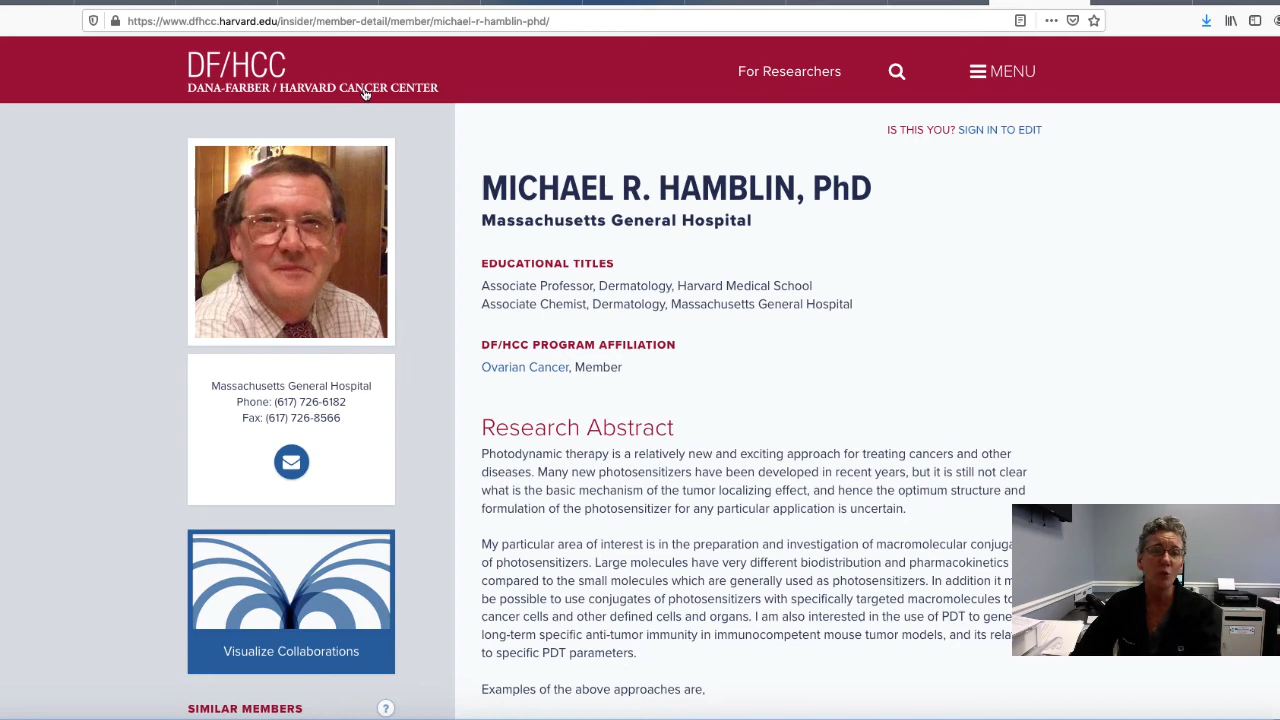 https://www.dfhcc.harvard.edu/insider/member-detail/member/michael-r-hamblin-phd/
DF/HCC
DANA-FARBER / HARVARD CANCER CENTER
For Researchers
MENU
IS THIS YOU? SIGN IN TO EDIT
MICHAEL R. HAMBLIN, PhD
Massachusetts General Hospital
EDUCATIONAL TITLES
Associate Professor, Dermatology, Harvard Medical School
Associate Chemist, Dermatology, Massachusetts General Hospital
DF/HCC PROGRAM AFFILIATION
Ovarian Cancer, Member
Massachusetts General Hospital
Phone: (617) 726-6182
Fax: (617) 726-8566
Research Abstract
Photodynamic therapy is a relatively new and exciting approach for treating cancers and other
diseases. Many new photosensitizers have been developed in recent years, but it is still not clear
what is the basic mechanism of the tumor localizing effect, and hence the optimum structure and
formulation of the photosensitizer for any particular application is uncertain.
My particular area of interest is in the preparation and investigation of macromolecular
of photosensitizers. Large molecules have very different biodistribution and pharmacokinetics
compared to the small molecules which are generally used as photosensitizers. In addition it
be possible to use conjugates of photosensitizers with specifically targeted macromolecules
cancer cells and other defined cells and organs. I am also interested in the use of PDT to
long-term specific anti-tumor immunity in immunocompetent mouse tumor models, and its
to specific PDT parameters.
Examples of the above approaches are,
Visualize Collaborations
SIMILAR MEMBERS
?